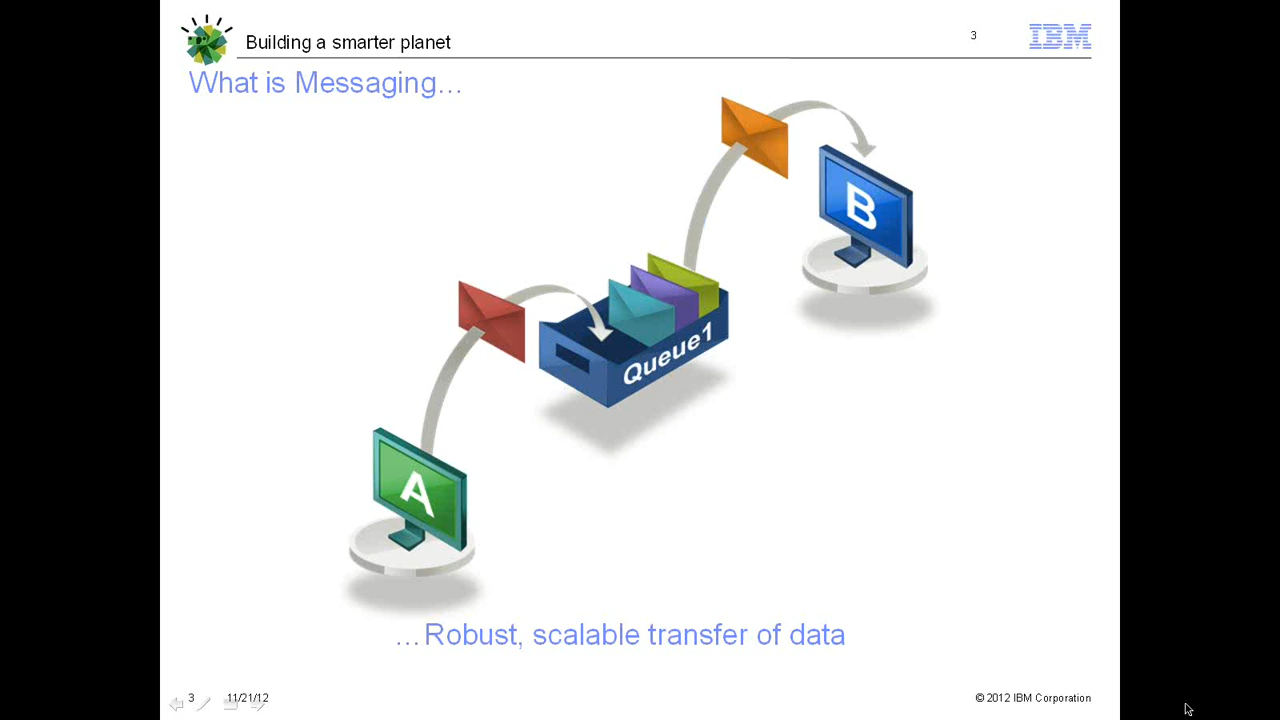 Building a planet
3
IBM
What is Messaging...
B
Queue1
A
...Robust, scalable transfer of data
3
11/21/12
© 2012 IBM Corporation